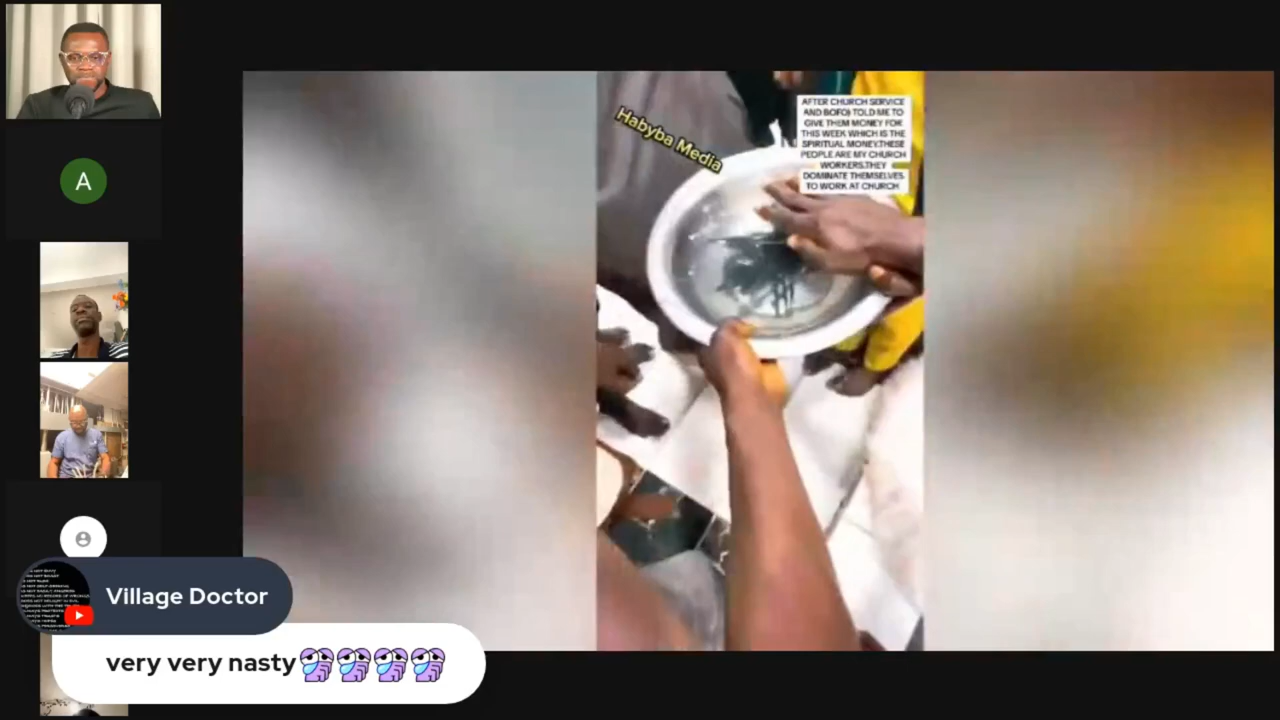 A
Habyba Media
AFTER CHURCH SERVICE
AND BOFO) TOLD ME TO
GIVE THEM MONEY FOR
THIS WEEK WHICH IS THE
SPIRITUAL MONEY.THESE
PEOPLE ARE MY CHURCH
WORKERS.THEY
DOMINATE THEMSELVES
TO WORK AT CHURCH
Village Doctor
very very nasty